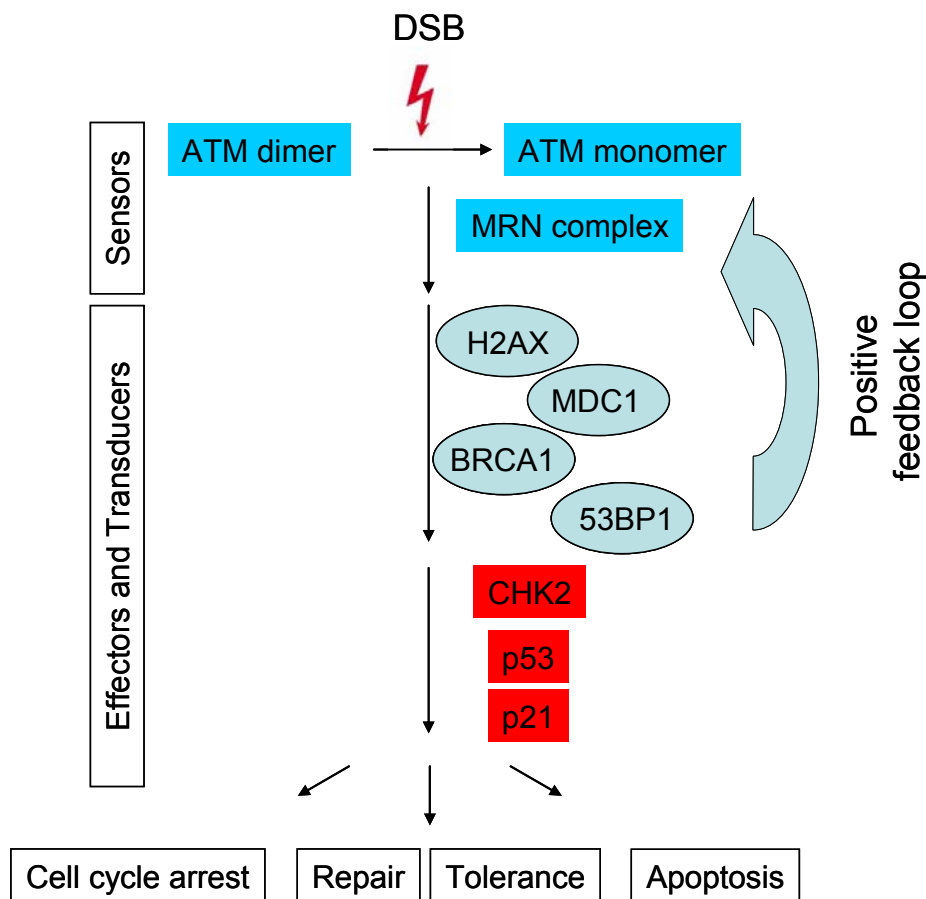 DSB
Sensors
ATM dimer
ATM monomer
MRN complex
Effectors and Transducers
H2AX
MDC1
BRCA1
53BP1
Positive
feedback loop
CHK2
p53
p21
Cell cycle arrest
Repair
Tolerance
Apoptosis